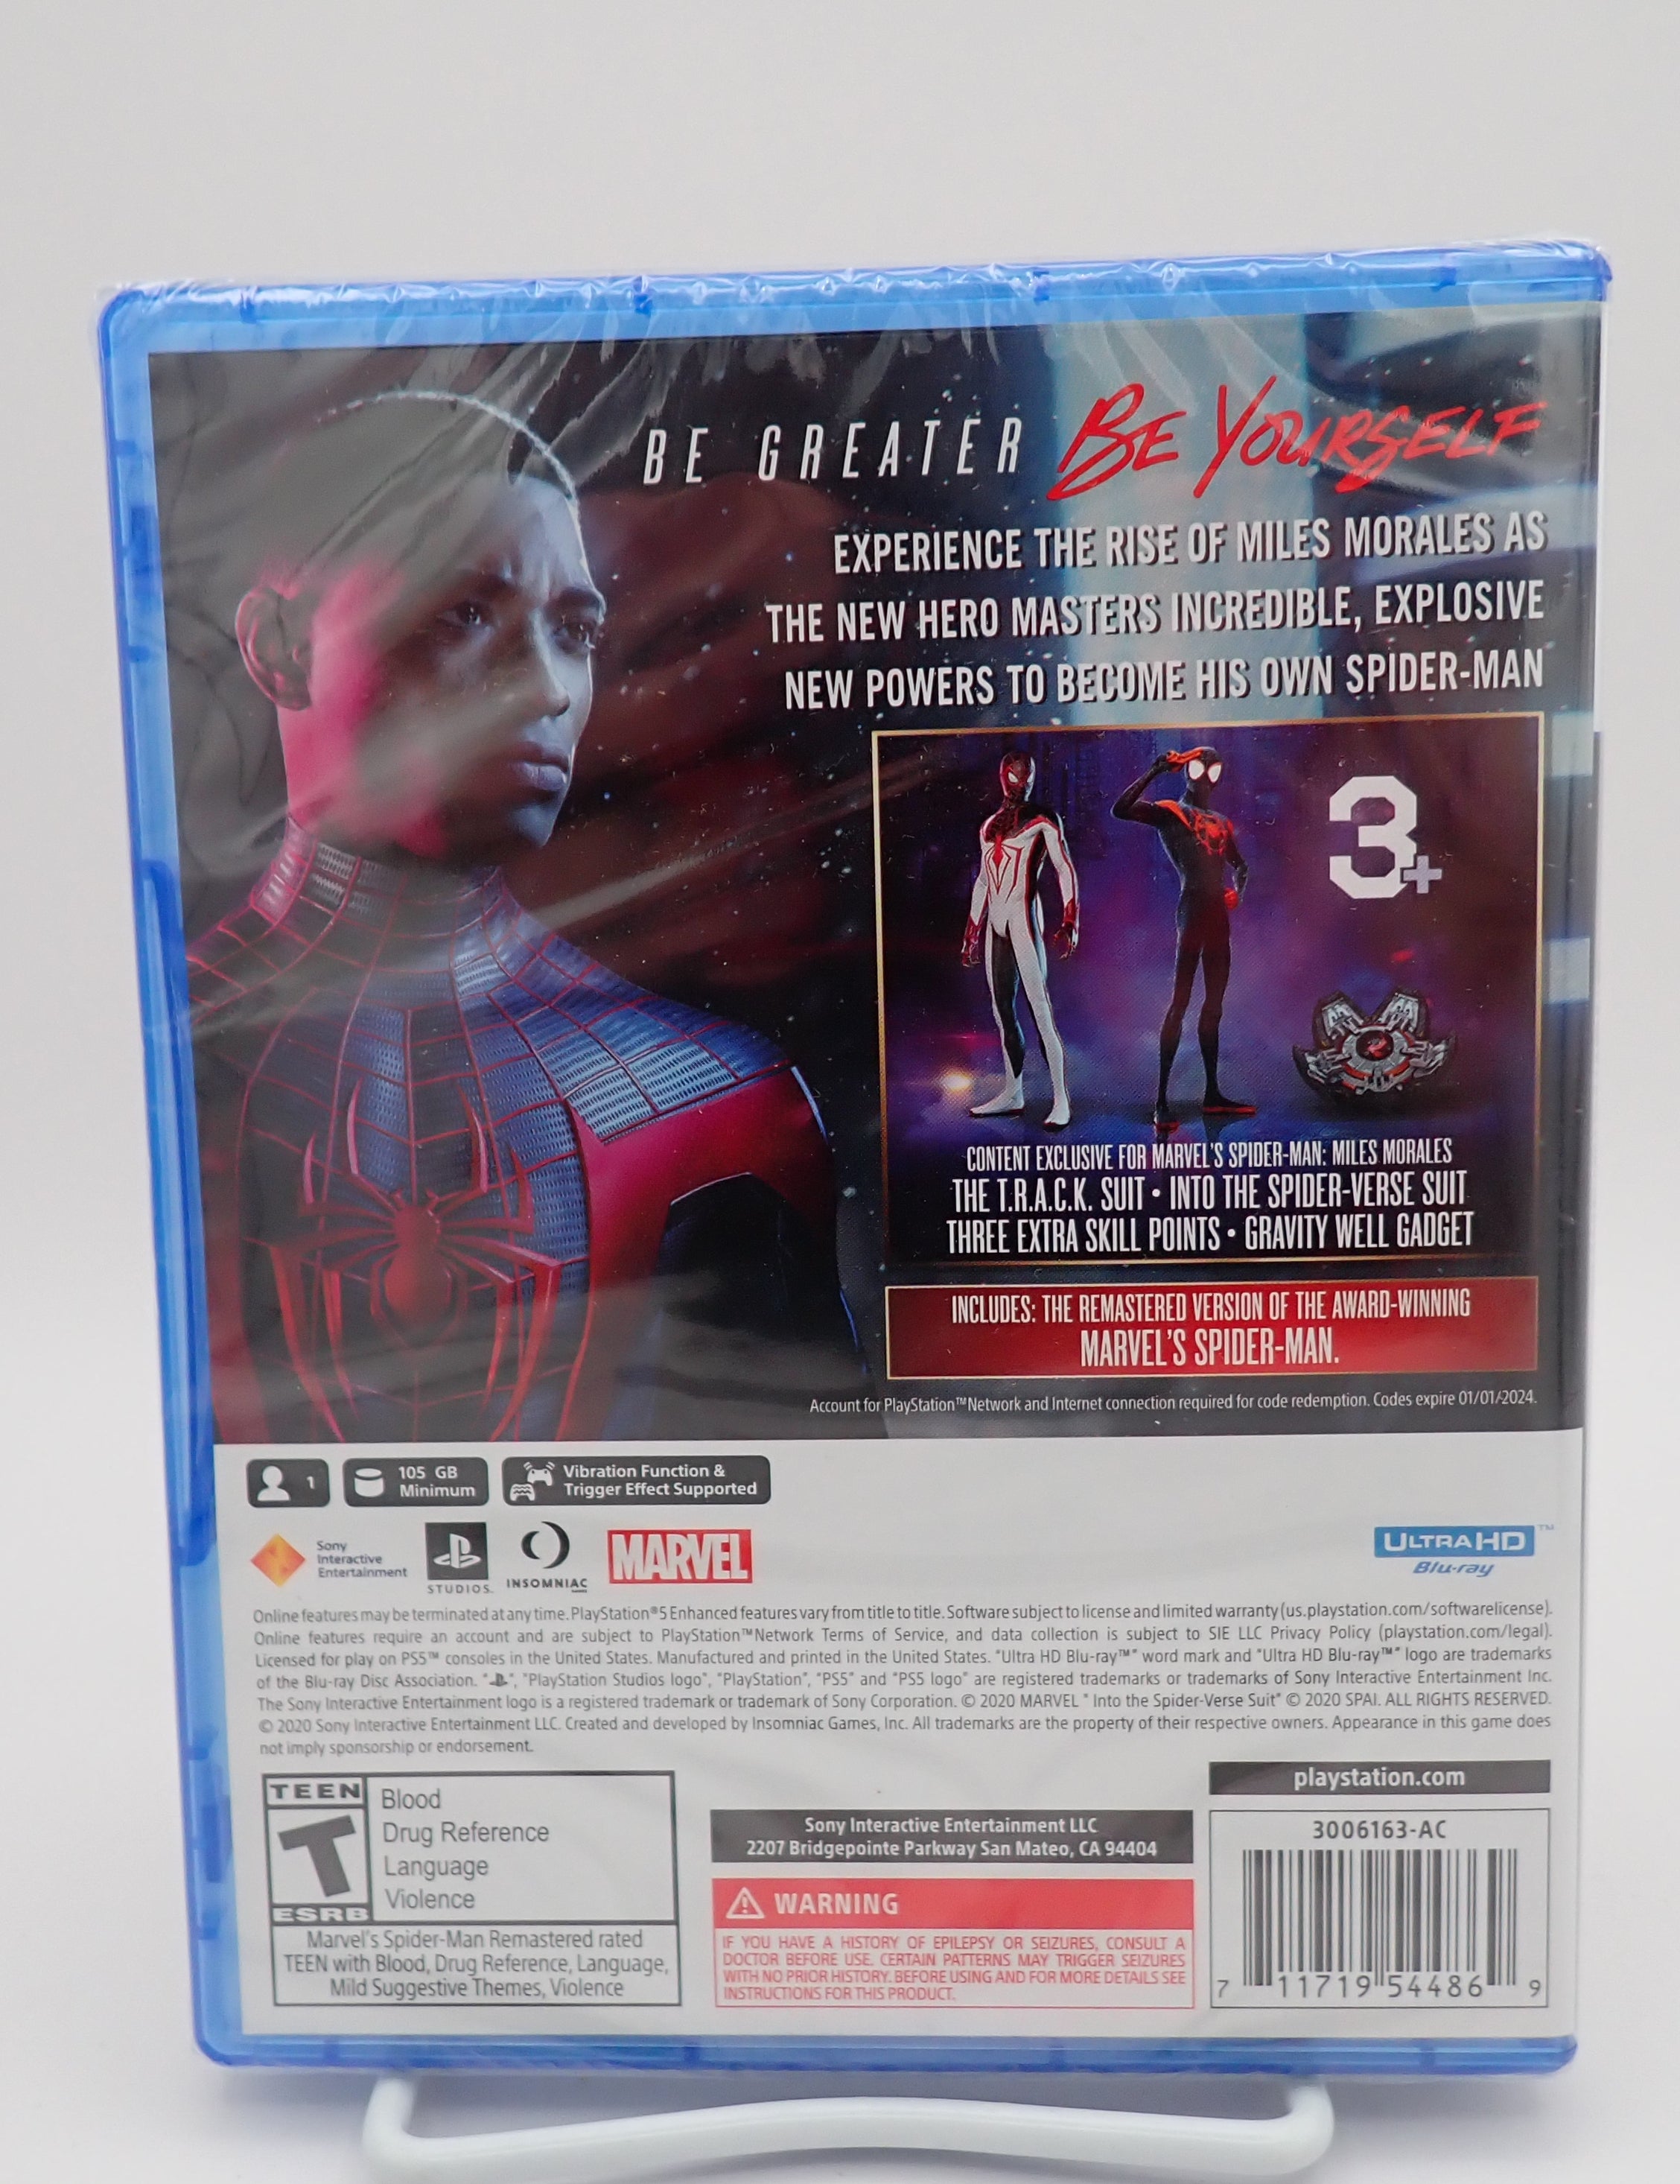 BE GREATER BE YOURSELF
EXPERIENCE THE RISE OF MILES MORALES AS
THE NEW HERO MASTERS INCREDIBLE, EXPLOSIVE
NEW POWERS TO BECOME HIS OWN SPIDER-MAN
3+
CONTENT EXCLUSIVE FOR MARVEL'S SPIDER-MAN: MILES MORALES
THE T.R.A.C.K. SUIT • INTO THE SPIDER-VERSE SUIT
THREE EXTRA SKILL POINTS • GRAVITY WELL GADGET
INCLUDES: THE REMASTERED VERSION OF THE AWARD-WINNING
MARVEL'S SPIDER-MAN.
Account for PlayStation™Network and Internet connection required for code redemption. Codes expire 01/01/2024.
1
105 GB
Minimum
Vibration Function &
Trigger Effect Supported
Sony
Interactive
Entertainment
STUDIOS.
INSOMNIAC
MARVEL
ULTRA HD™
Blu-ray
Online features may be terminated at any time. PlayStation®5 Enhanced features vary from title to title. Software subject to license and limited warranty (us.playstation.com/softwarelicense).
Online features require an account and are subject to PlayStation™Network Terms of Service, and data collection is subject to SIE LLC Privacy Policy (playstation.com/legal).
Licensed for play on PS5™ consoles in the United States. Manufactured and printed in the United States. "Ultra HD Blu-ray™" word mark and "Ultra HD Blu-ray™" logo are trademarks
of the Blu-ray Disc Association. "PS", "PlayStation Studios logo", "PlayStation", "PS5" and "PS5 logo" are registered trademarks or trademarks of Sony Interactive Entertainment Inc.
The Sony Interactive Entertainment logo is a registered trademark or trademark of Sony Corporation. © 2020 MARVEL " Into the Spider-Verse Suit" © 2020 SPAI. ALL RIGHTS RESERVED.
© 2020 Sony Interactive Entertainment LLC. Created and developed by Insomniac Games, Inc. All trademarks are the property of their respective owners. Appearance in this game does
not imply sponsorship or endorsement.
TEEN
T
ESRB
Blood
Drug Reference
Language
Violence
Marvel's Spider-Man Remastered rated
TEEN with Blood, Drug Reference, Language,
Mild Suggestive Themes, Violence
Sony Interactive Entertainment LLC
2207 Bridgepointe Parkway San Mateo, CA 94404
WARNING
IF YOU HAVE A HISTORY OF EPILEPSY OR SEIZURES, CONSULT A
DOCTOR BEFORE USE. CERTAIN PATTERNS MAY TRIGGER SEIZURES
WITH NO PRIOR HISTORY. BEFORE USING AND FOR MORE DETAILS SEE
INSTRUCTIONS FOR THIS PRODUCT.
playstation.com
3006163-AC
7 11719 54486 9